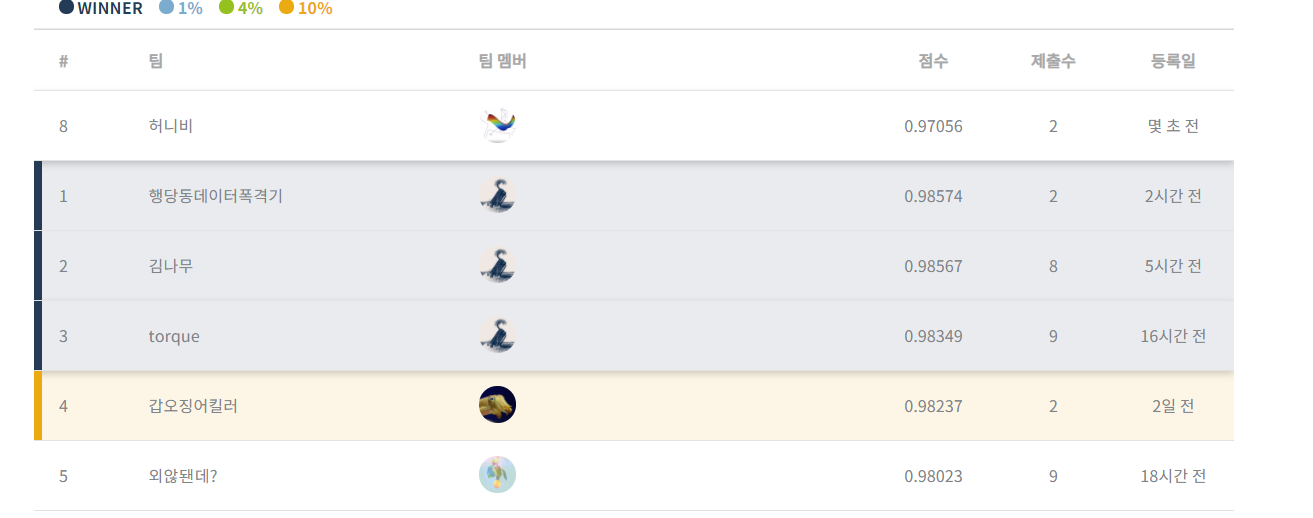 WINNER 1% 4% 10%
# 팀 팀 멤버 점수 제출수 등록일
8 허니비 0.97056 2 몇 초 전
1 행당동데이터폭격기 0.98574 2 2시간 전
2 김나무 0.98567 8 5시간 전
3 torque 0.98349 9 16시간 전
4 갑오징어킬러 0.98237 2 2일 전
5 외않됀데? 0.98023 9 18시간 전